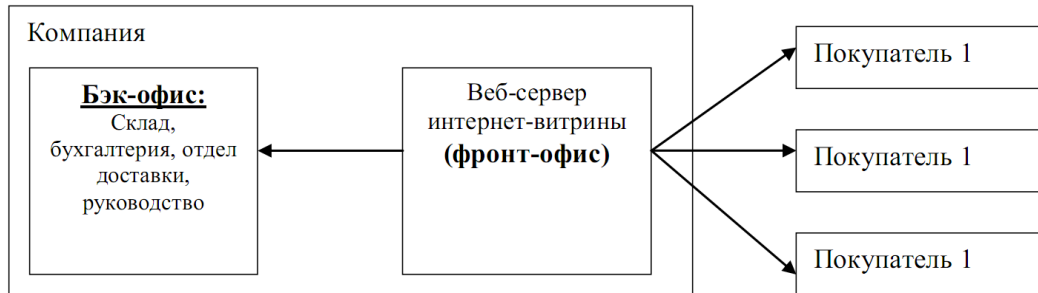 Компания
Бэк-офис:
Склад,
бухгалтерия, отдел
доставки,
руководство
Веб-сервер
интернет-витрины
(фронт-офис)
Покупатель 1
Покупатель 1
Покупатель 1